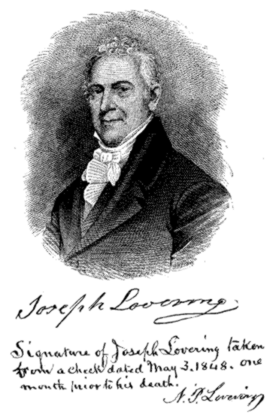 Joseph Lovering.
Signature of Joseph Lovering taken
from a check dated May 3. 1848. one
month prior to his death.
N. P. Lovering